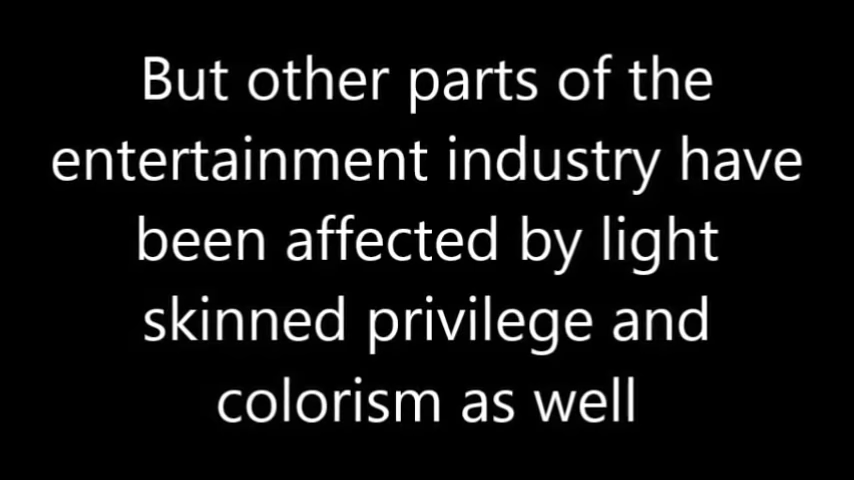 But other parts of the
entertainment industry have
been affected by light
skinned privilege and
colorism as well